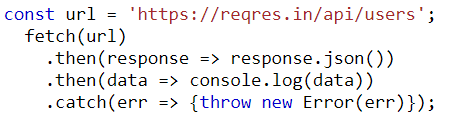 const url = 'https://reqres.in/api/users';
  fetch(url)
    .then(response => response.json())
    .then(data => console.log(data))
    .catch(err => {throw new Error(err)});